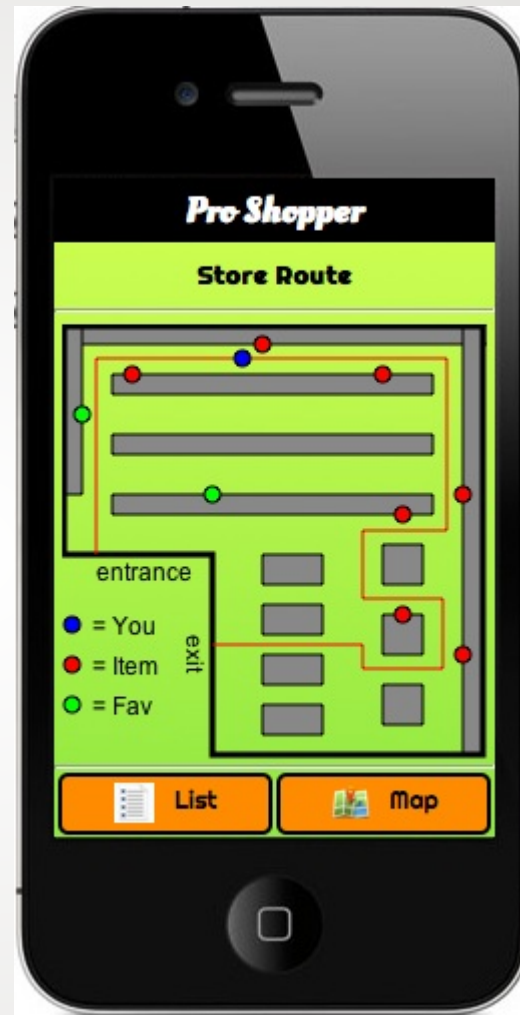 Pro Shopper
Store Route
entrance
exit
= You
= Item
= Fav
List
Map